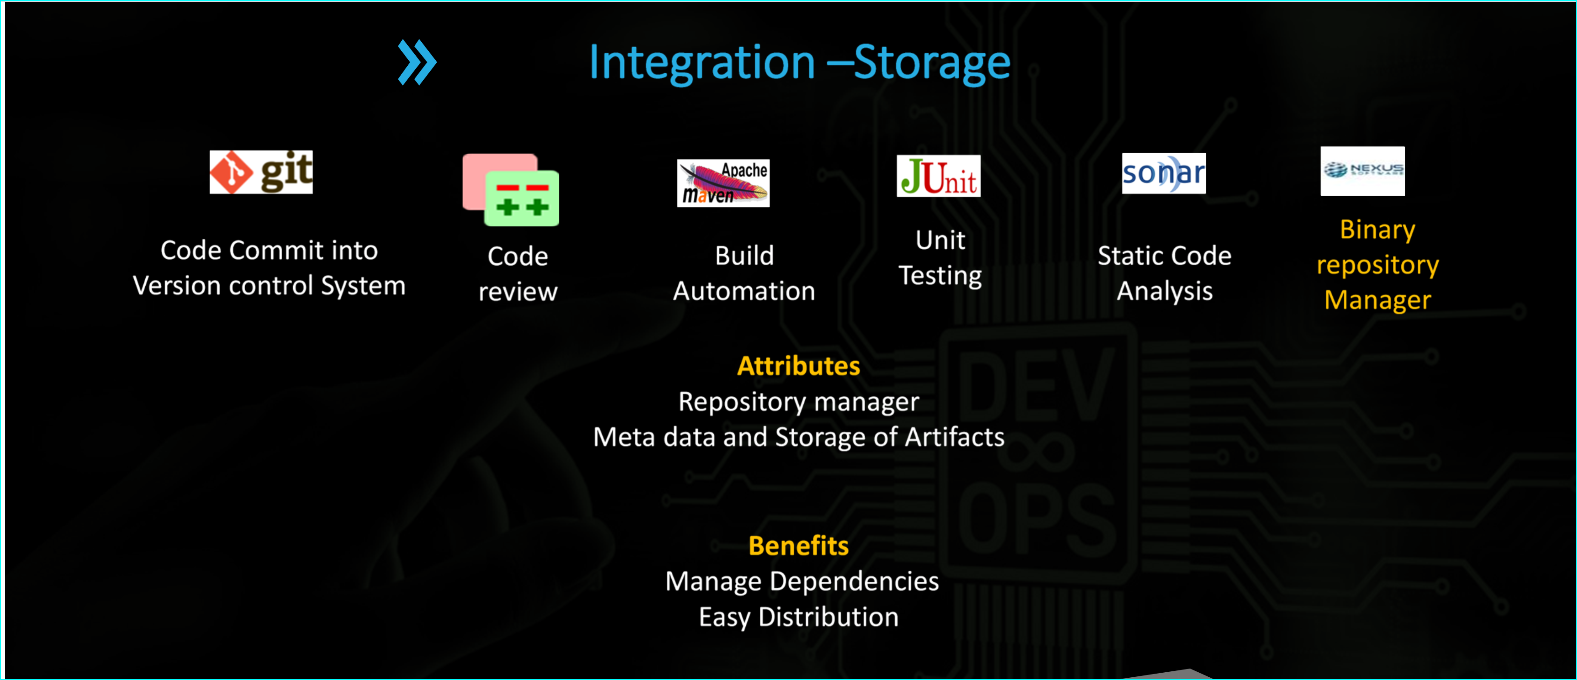 Integration –Storage
git
Apache
maven
JUnit
sonar
NEXUS
SOFTWARE
Code Commit into
Version control System
Code
review
Build
Automation
Unit
Testing
Static Code
Analysis
Binary
repository
Manager
Attributes
Repository manager
Meta data and Storage of Artifacts
Benefits
Manage Dependencies
Easy Distribution
DEV
OPS